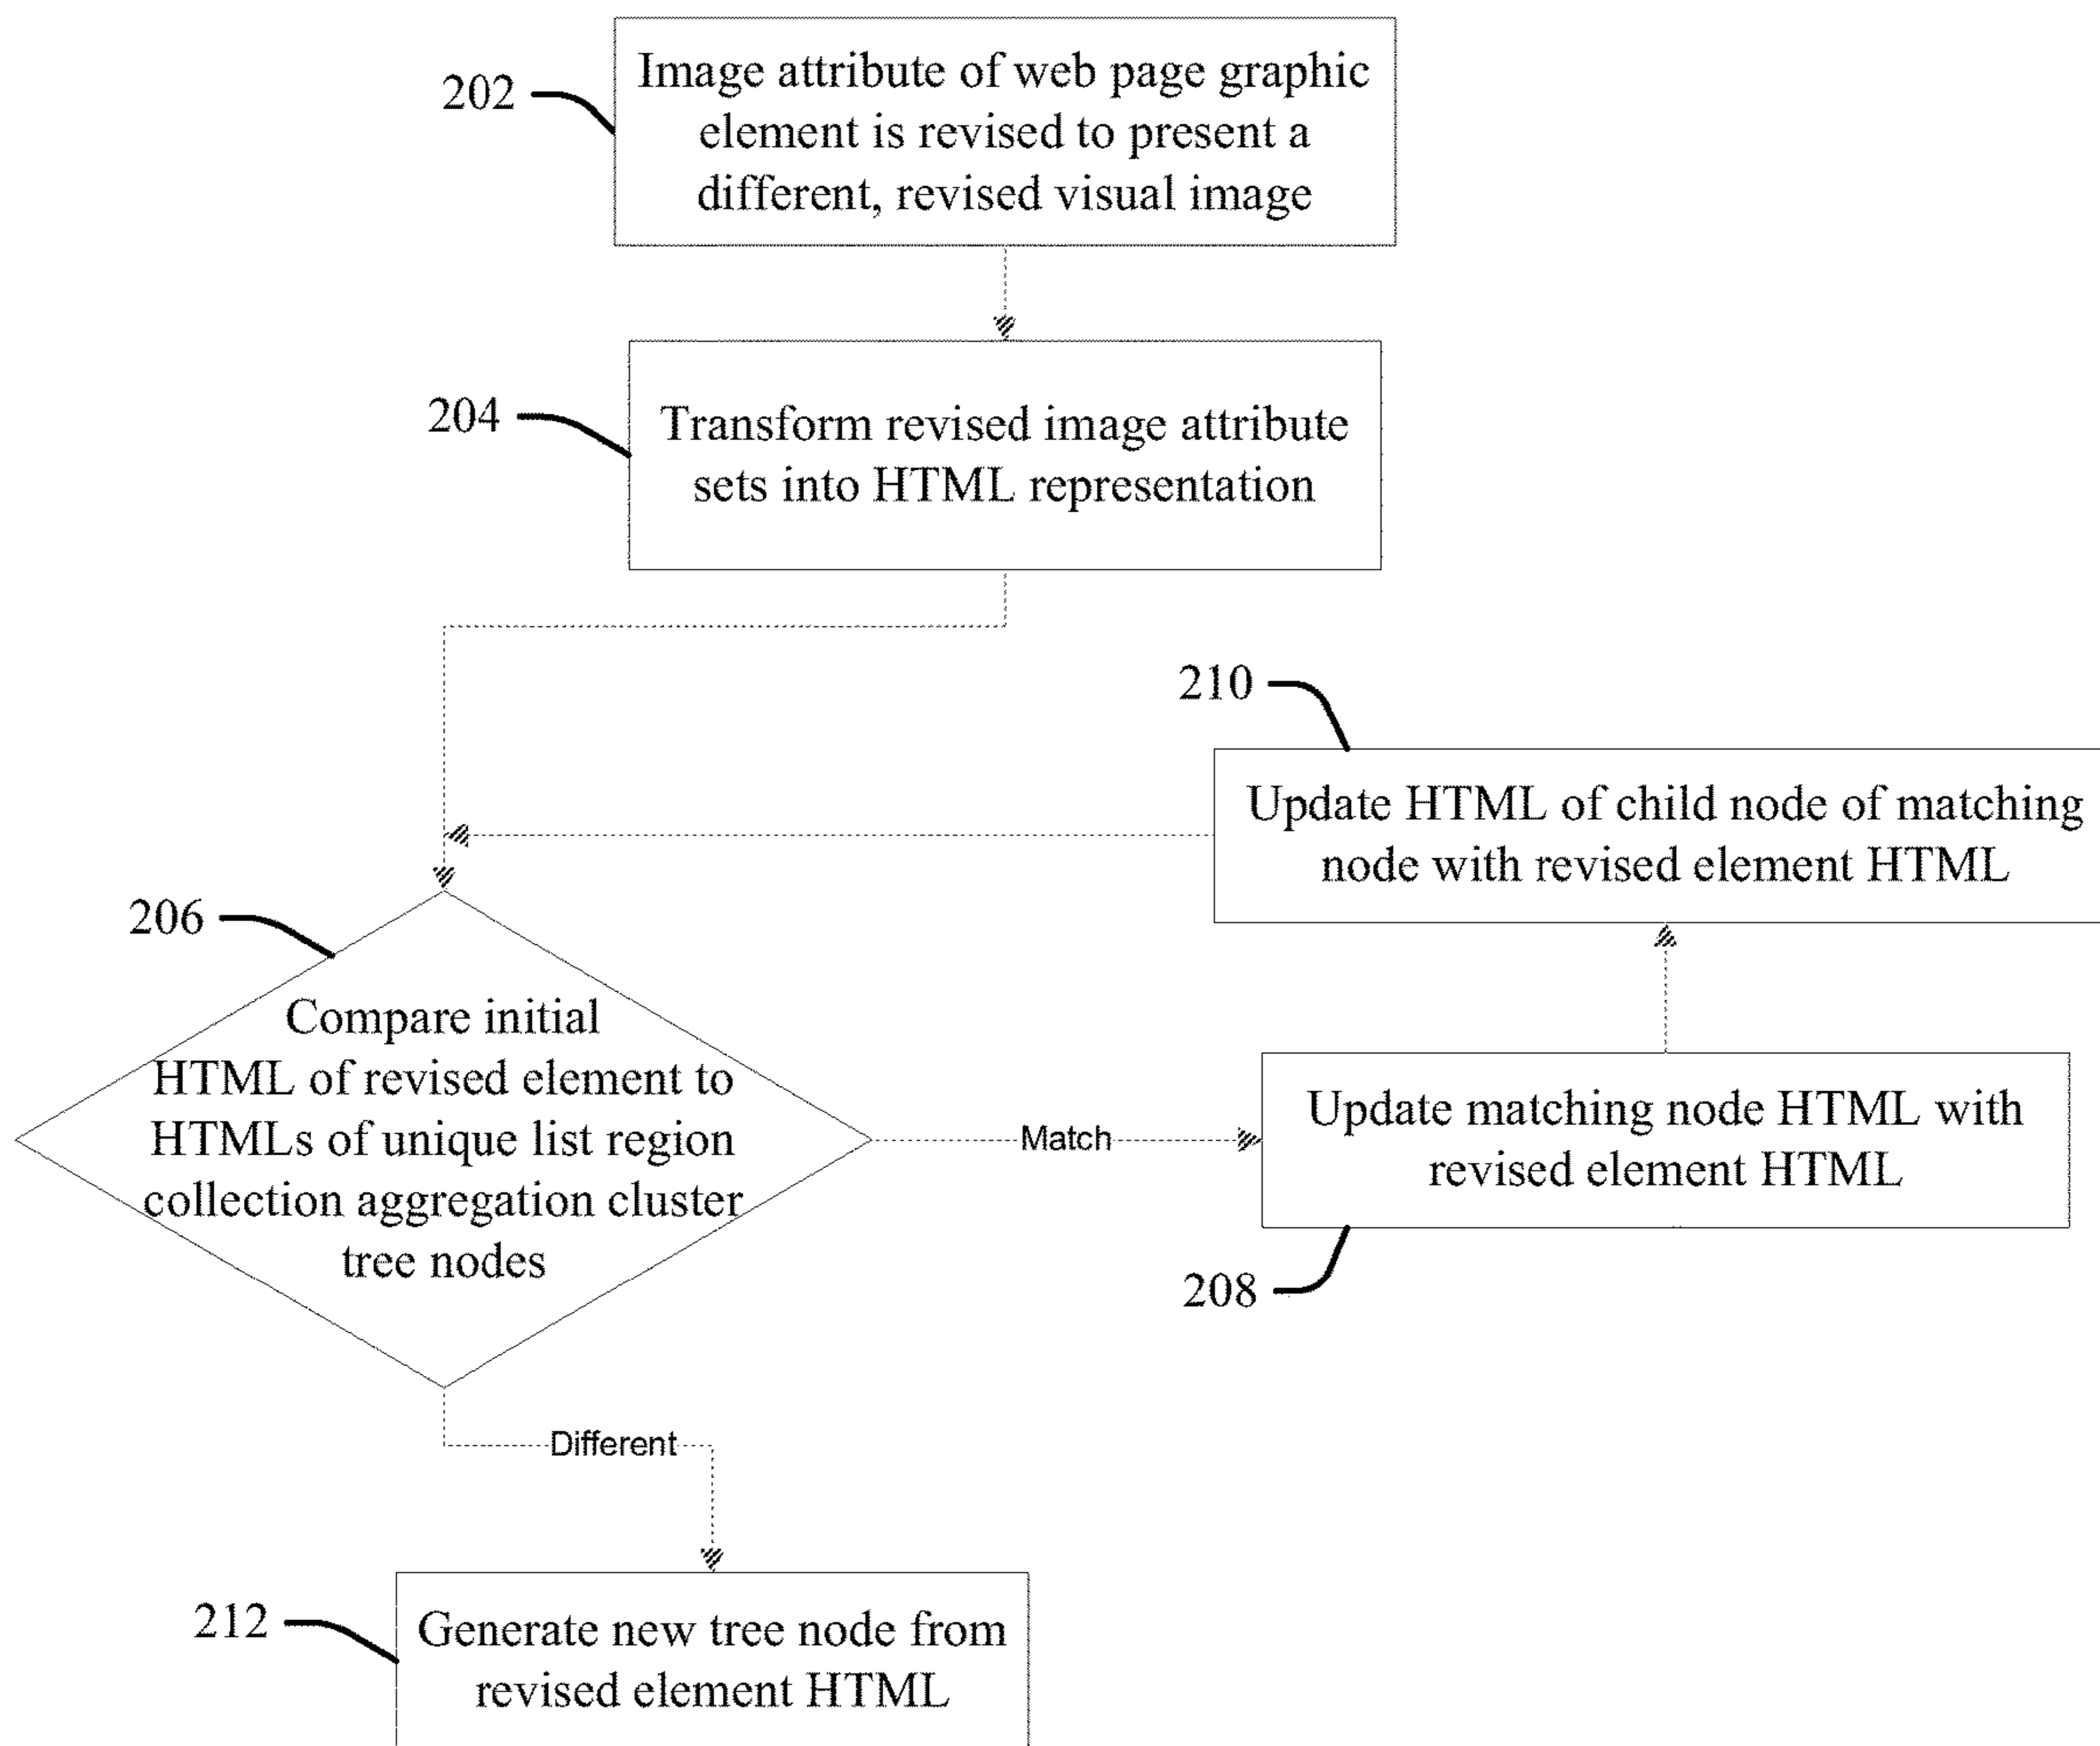 202
Image attribute of web page graphic
element is revised to present a
different, revised visual image
204
Transform revised image attribute
sets into HTML representation
210
Update HTML of child node of matching
node with revised element HTML
206
Compare initial
HTML of revised element to
HTMLs of unique list region
collection aggregation cluster
tree nodes
Match
Update matching node HTML with
revised element HTML
208
Different
212
Generate new tree node from
revised element HTML